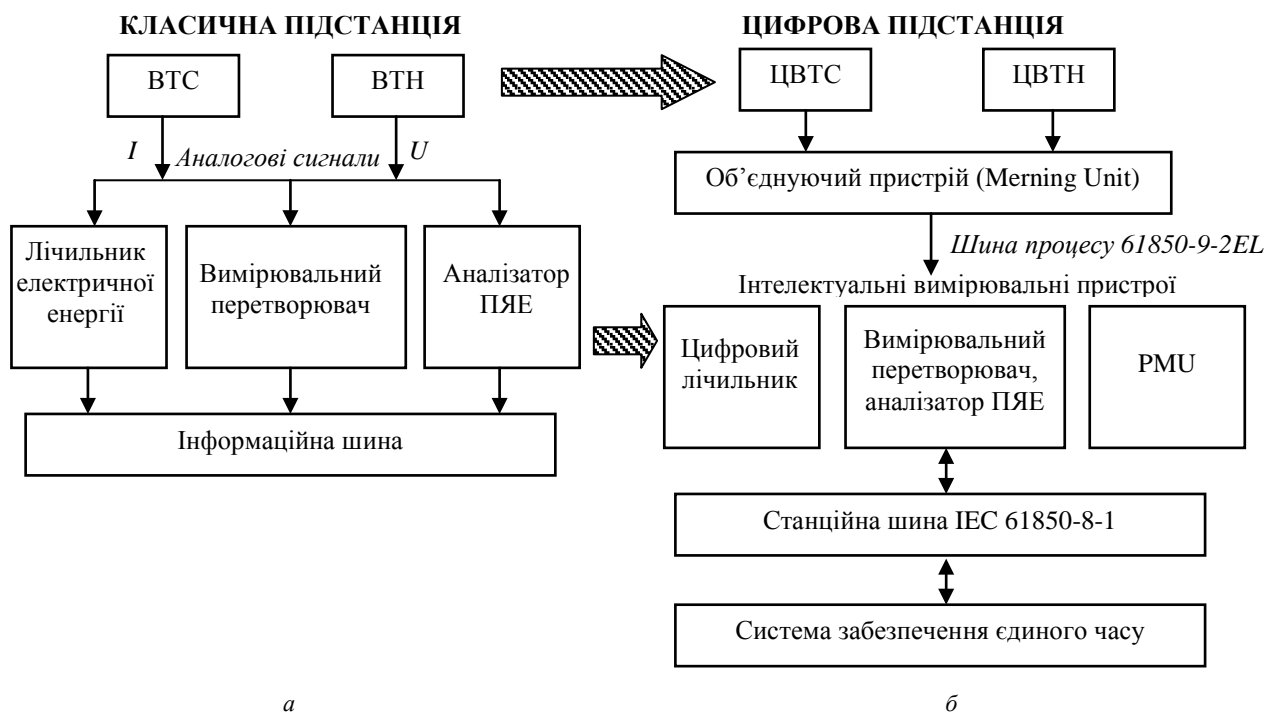 КЛАСИЧНА ПІДСТАНЦІЯ
ВТС
ВТН
I
Аналогові сигнали
U
Лічильник
електричної
енергії
Вимірювальний
перетворювач
Аналізатор
ПЯЕ
Інформаційна шина
а
ЦИФРОВА ПІДСТАНЦІЯ
ЦВТС
ЦВТН
Об’єднуючий пристрій (Merning Unit)
Шина процесу 61850-9-2EL
Інтелектуальні вимірювальні пристрої
Цифровий
лічильник
Вимірювальний
перетворювач,
аналізатор ПЯЕ
PMU
Станційна шина IEC 61850-8-1
Система забезпечення єдиного часу
б